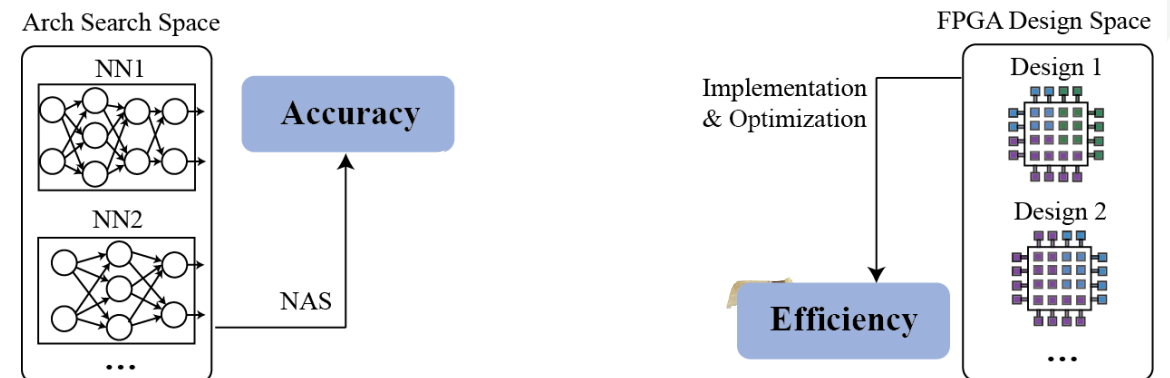 Arch Search Space
NN1
Accuracy
NN2
NAS
...
FPGA Design Space
Design 1
Implementation
& Optimization
Design 2
Efficiency
...